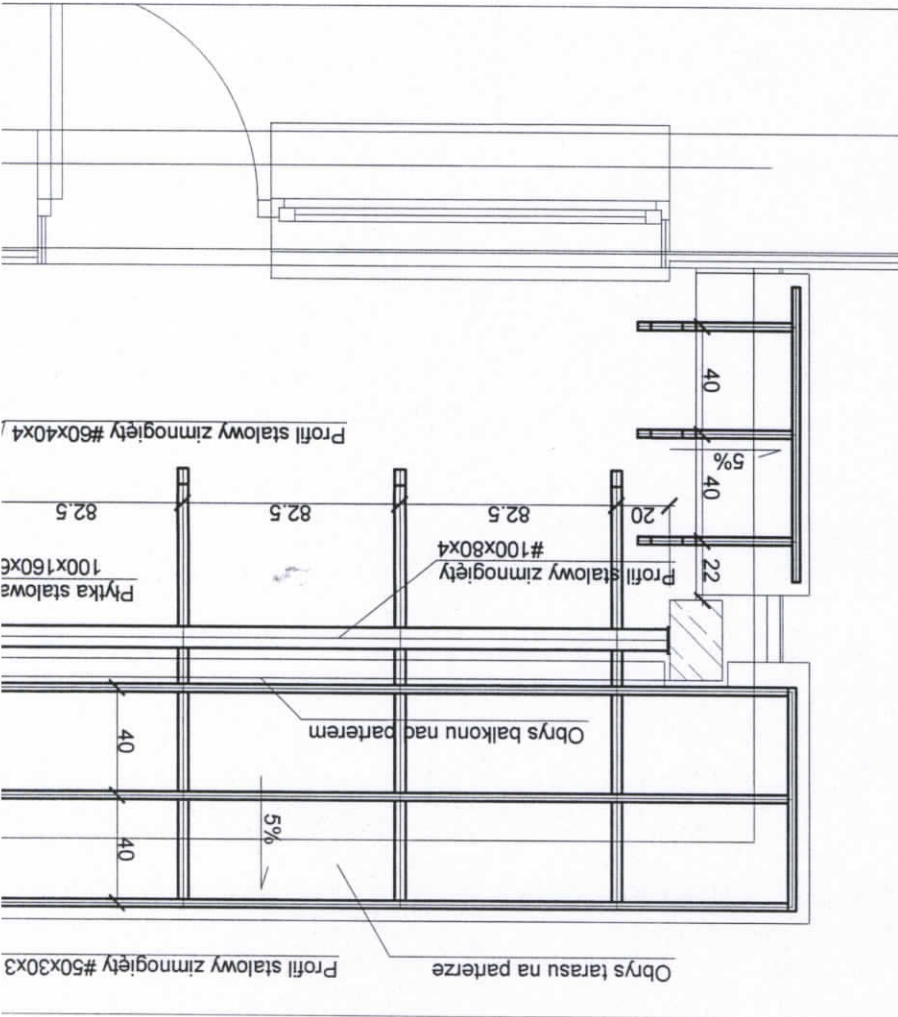 Profil stalowy zimnogięty #50x30x3
Obrys tarasu na parterze
40
5%
40
Obrys balkonu nad parterem
Płytka stalowa
100x160x6
Profil stalowy zimnogięty
#100x80x4
22
82.5
82.5
82.5
20
40
5%
Profil stalowy zimnogięty #60x40x4
40